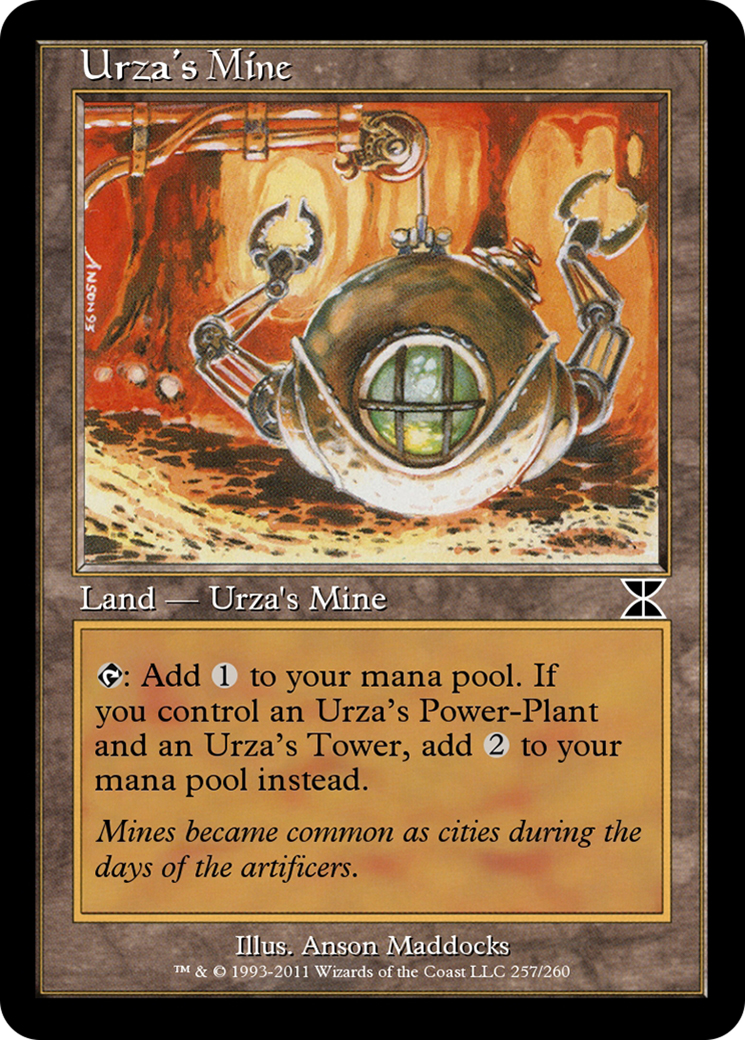 Urza's Mine
ANSON 93
Land — Urza's Mine
: Add 1 to your mana pool. If
you control an Urza's Power-Plant
and an Urza's Tower, add 2 to your
mana pool instead.
Mines became common as cities during the
days of the artificers.
Illus. Anson Maddocks
™ & © 1993-2011 Wizards of the Coast LLC 257/260